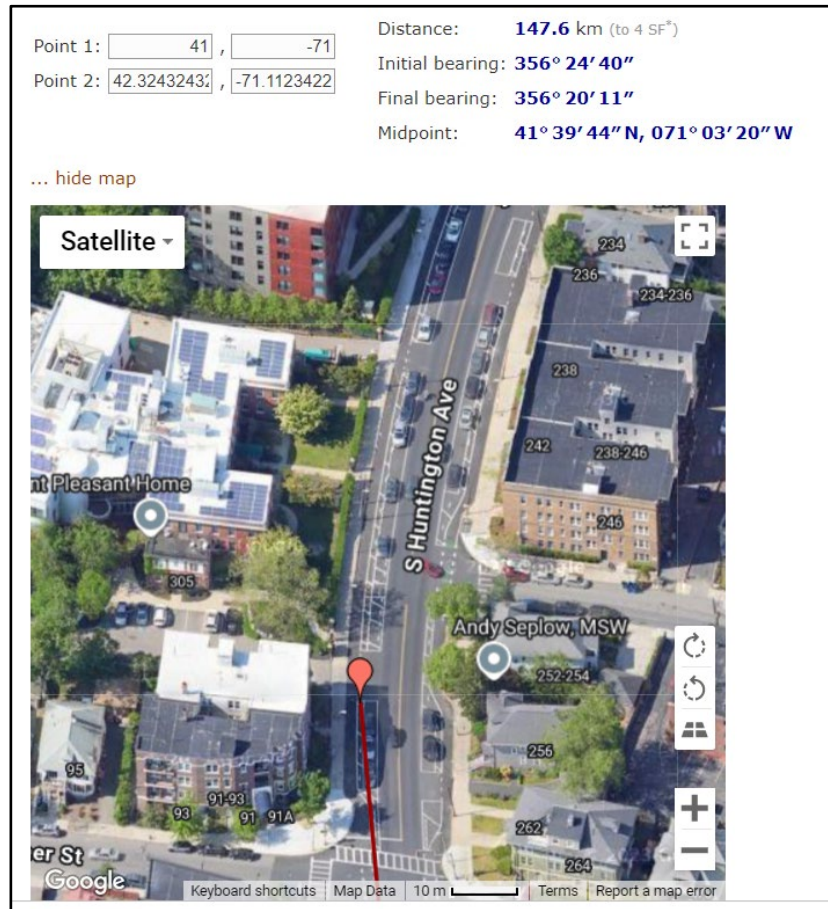 Point 1: 41 , -71
Point 2: 42.32432432 , -71.1123422
Distance: 147.6 km (to 4 SF*)
Initial bearing: 356° 24′ 40″
Final bearing: 356° 20′ 11″
Midpoint: 41° 39′ 44″ N, 071° 03′ 20″ W
... hide map
Satellite
234
236
234-236
238
S Huntington Ave
242
238-246
nt Pleasant Home
246
305
Andy Seplow, MSW
252-254
256
95
91-93
93
91
91A
262
er St
264
Google
Keyboard shortcuts
Map Data
10 m
Terms
Report a map error